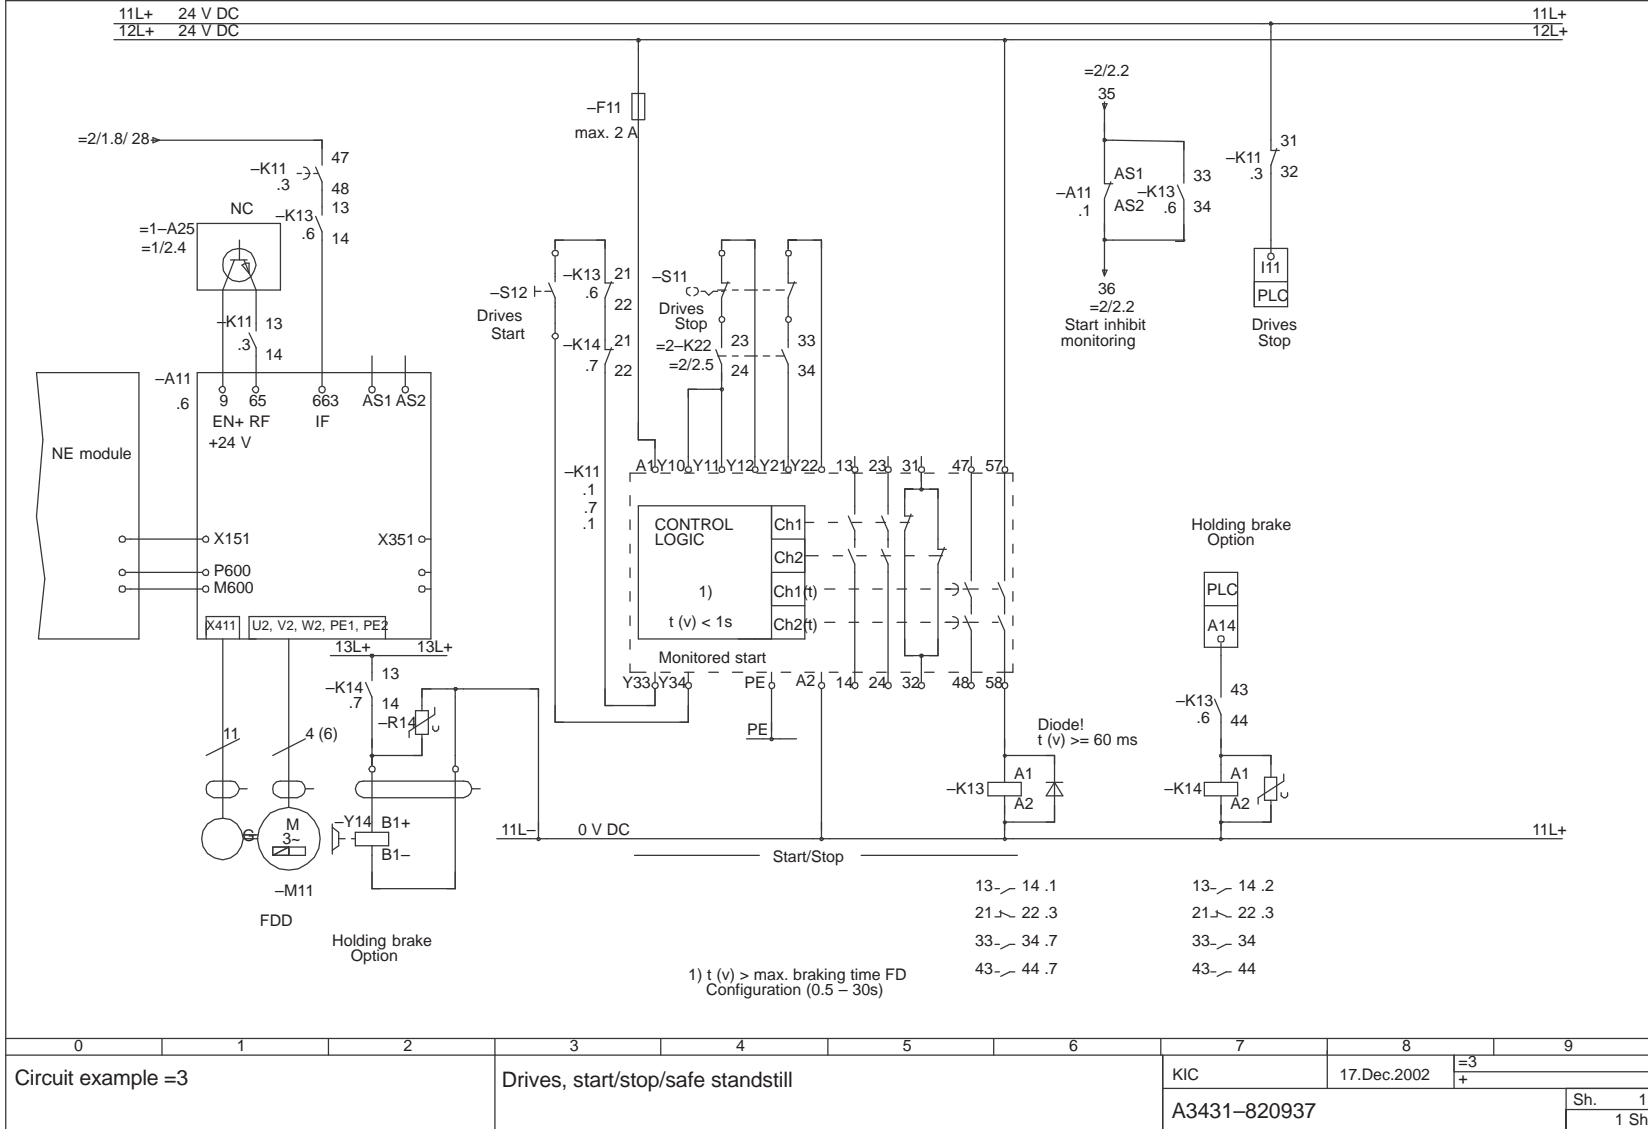 11L+ 24 V DC 11L+
12L+ 24 V DC 12L+
=2/2.2
35
–F11
max. 2 A
=2/1.8/ 28
–K11
.3
47
48
–K13
.6
13
14
NC
=1–A25
=1/2.4
–K11
.3
13
14
–A11
.6
9 65 663 AS1 AS2
EN+ RF IF
+24 V
NE module
X151 X351
P600
M600
X411 U2, V2, W2, PE1, PE2
13L+ 13L+
–K14
.7
13
14
–R14
11
4 (6)
G
M
3~
–M11
FDD
–Y14
B1+
B1–
Holding brake
Option
–S12
Drives
Start
–K13
.6
21
22
–K14
.7
21
22
–S11
Drives
Stop
=2–K22
=2/2.5
23
24
33
34
–K11
.1
.7
.1
A1 Y10 Y11 Y12 Y21 Y22 13 23 31 47 57
CONTROL
LOGIC
1)
t (v) < 1s
Ch1
Ch2
Ch1(t)
Ch2(t)
Monitored start
Y33 Y34 PE A2 14 24 32 48 58
PE
Diode!
t (v) >= 60 ms
–K13
A1
A2
11L– 0 V DC 11L+
Start/Stop
–A11
.1
AS1
AS2
–K13
.6
33
34
36
=2/2.2
Start inhibit
monitoring
–K11
.3
31
32
I11
PLC
Drives
Stop
Holding brake
Option
PLC
A14
–K13
.6
43
44
–K14
A1
A2
13 14 .1
21 22 .3
33 34 .7
43 44 .7
13 14 .2
21 22 .3
33 34
43 44
1) t (v) > max. braking time FD
Configuration (0.5 – 30s)
0 1 2 3 4 5 6 7 8 9
Circuit example =3
Drives, start/stop/safe standstill
KIC 17.Dec.2002 =3
+
A3431–820937
Sh. 1
1 Sh